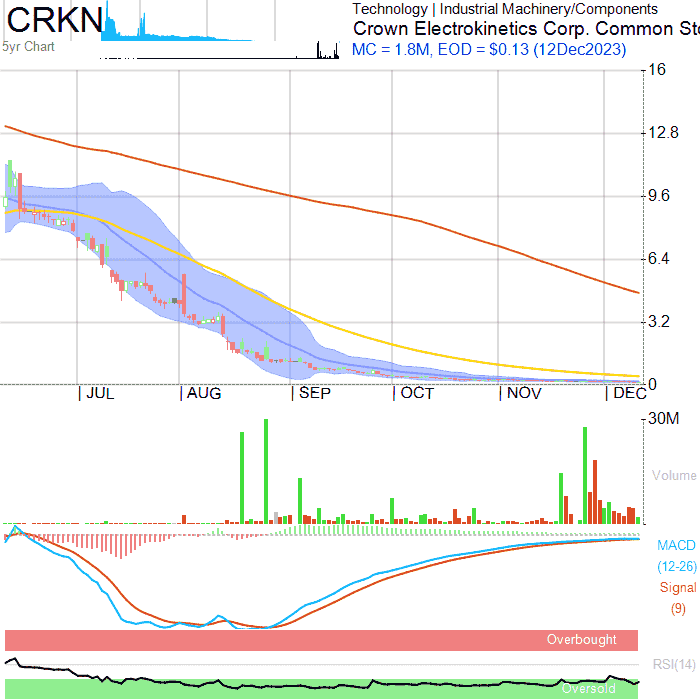 CRKN
5yr Chart
Technology | Industrial Machinery/Components
Crown Electrokinetics Corp. Common Sto
MC = 1.8M, EOD = $0.13 (12Dec2023)
16
12.8
9.6
6.4
3.2
0
JUL AUG SEP OCT NOV DEC
30M
Volume
MACD
(12-26)
Signal
(9)
Overbought
RSI(14)
Oversold